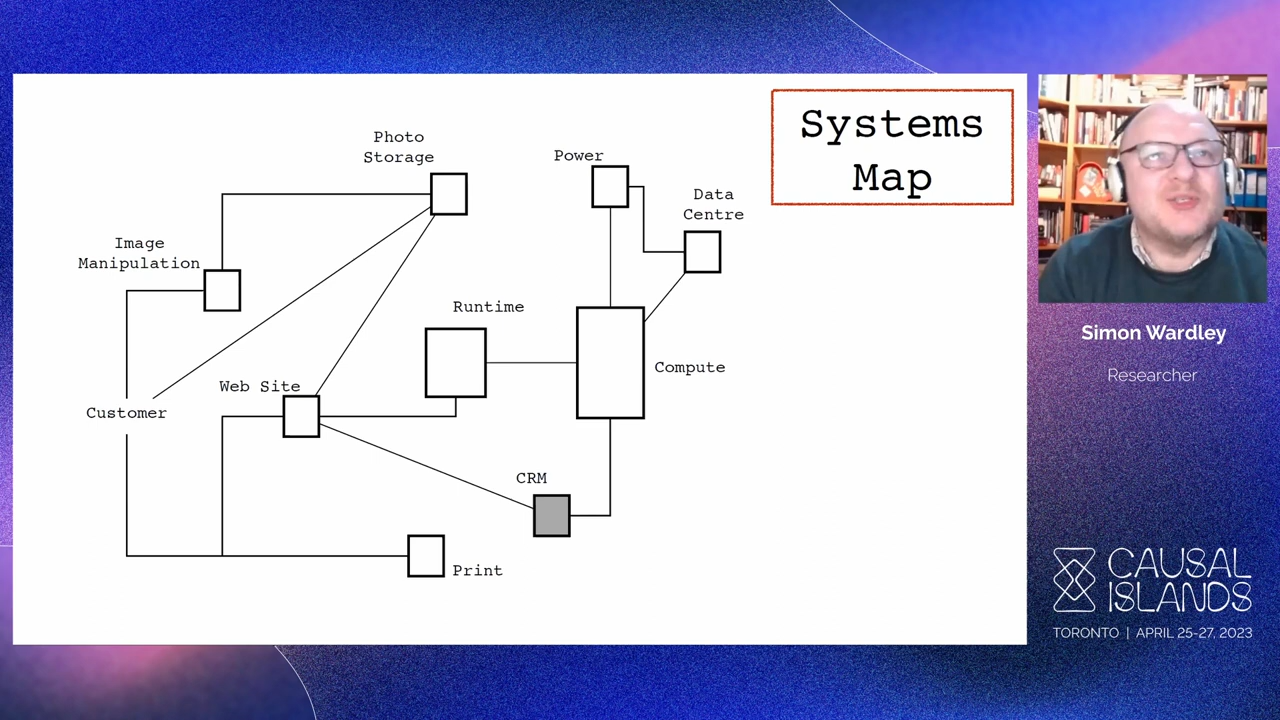 Systems
Map
Photo
Storage
Power
Data
Centre
Image
Manipulation
Runtime
Compute
Web Site
Customer
CRM
Print
Simon Wardley
Researcher
CAUSAL
ISLANDS
TORONTO | APRIL 25-27, 2023